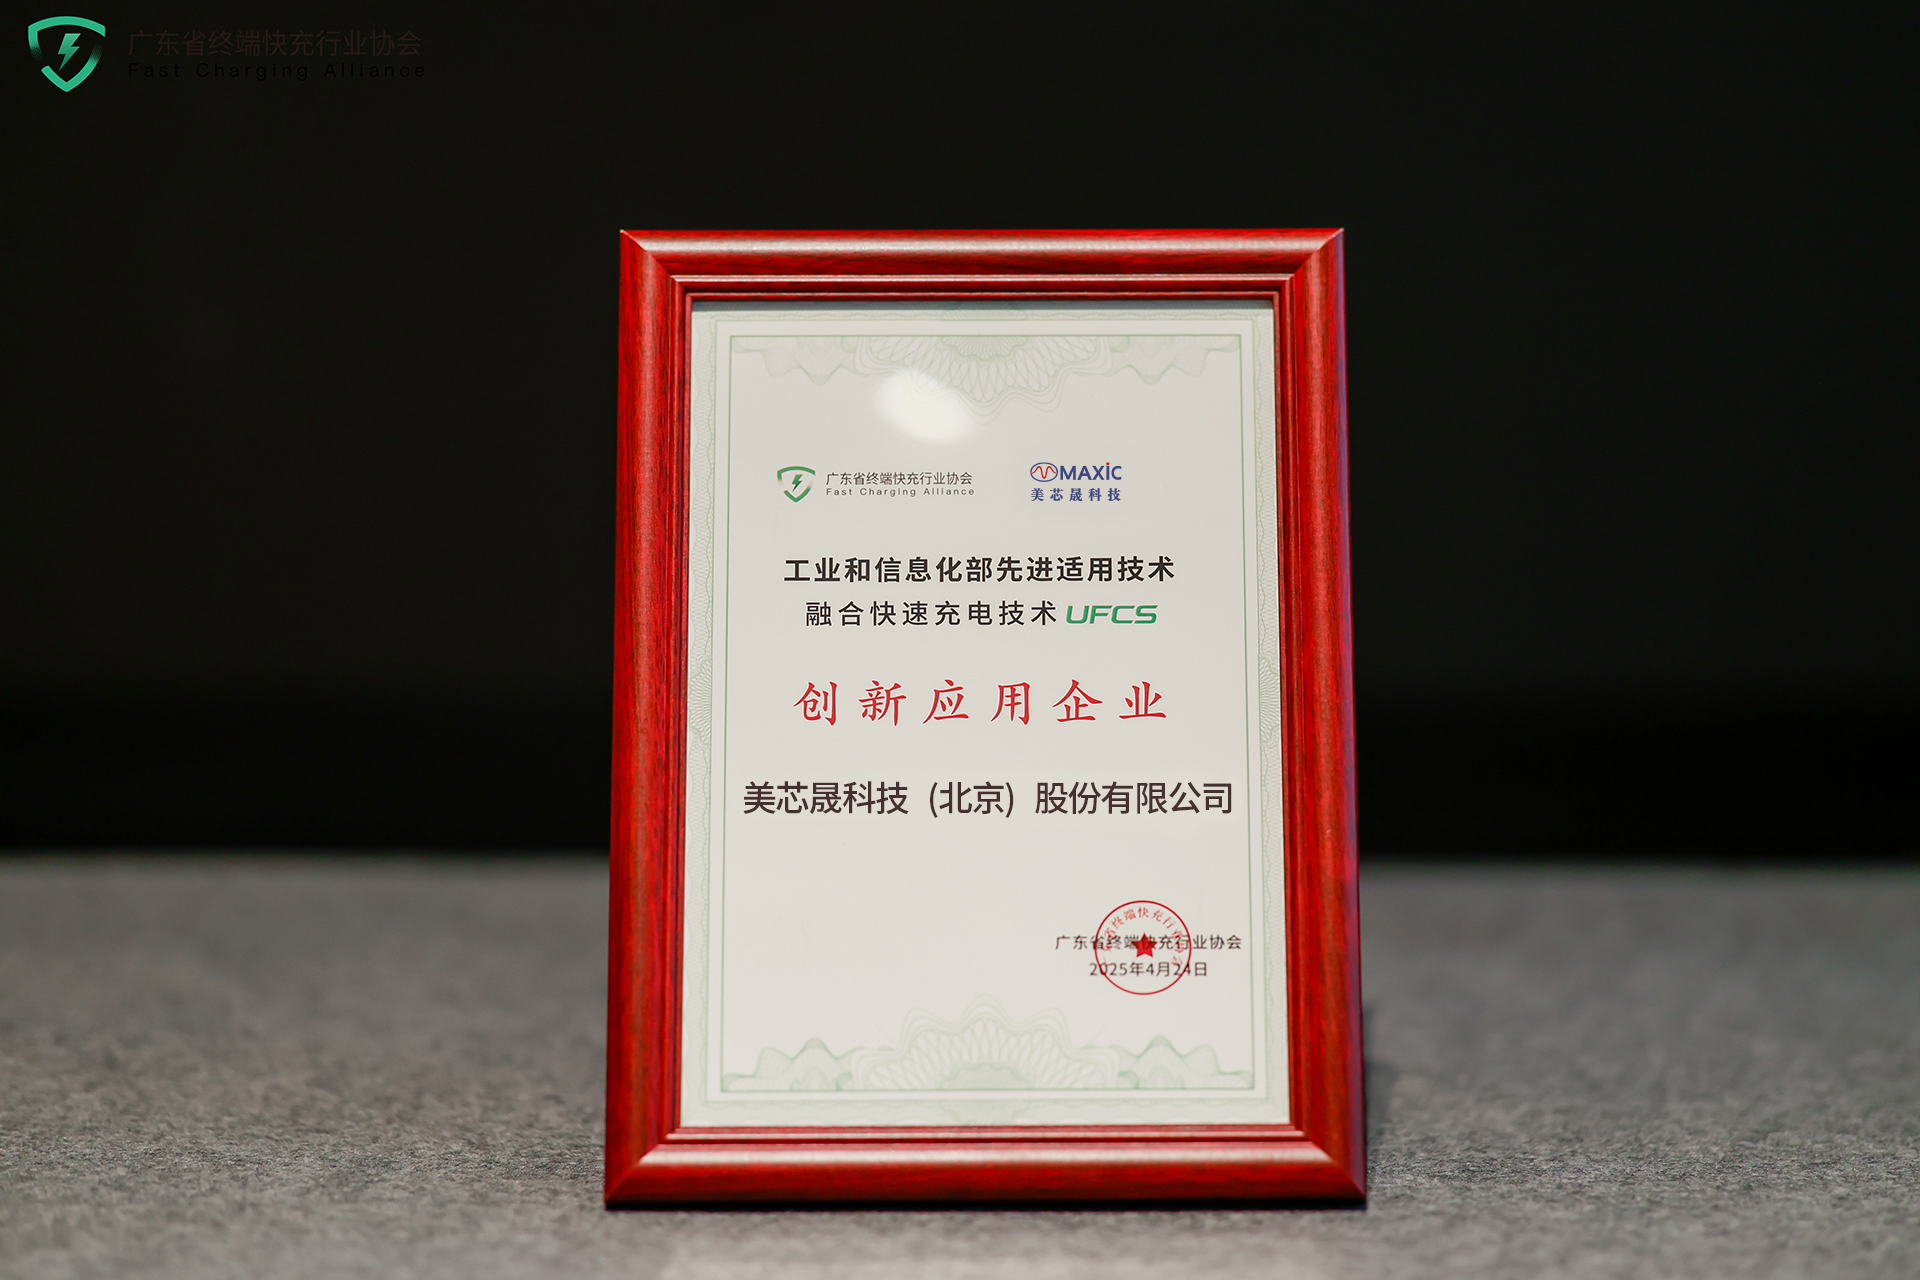 广东省终端快充行业协会
Fast Charging Alliance
广东省终端快充行业协会
Fast Charging Alliance
MAXIC
美芯晟科技
工业和信息化部先进适用技术
融合快速充电技术 UFCS
创新应用企业
美芯晟科技（北京）股份有限公司
广东省终端快充行业协会
2025年4月24日